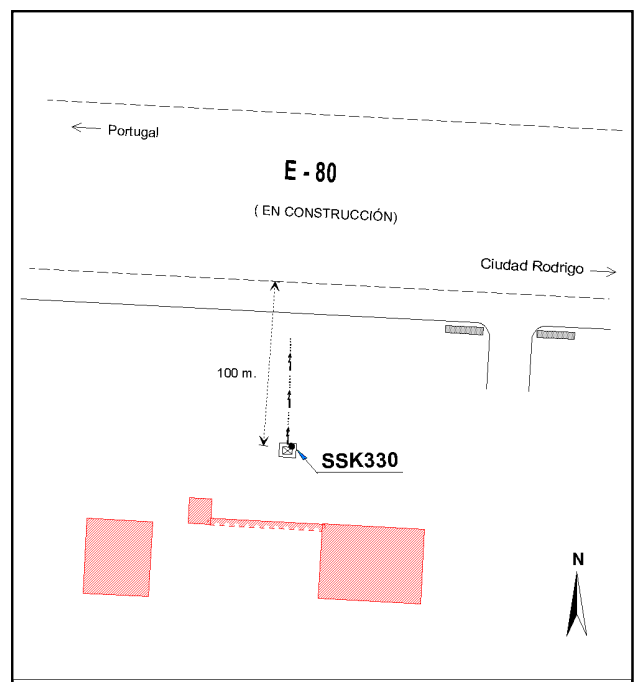 Portugal
E - 80
( EN CONSTRUCCIÓN)
Ciudad Rodrigo
100 m.
SSK330
N